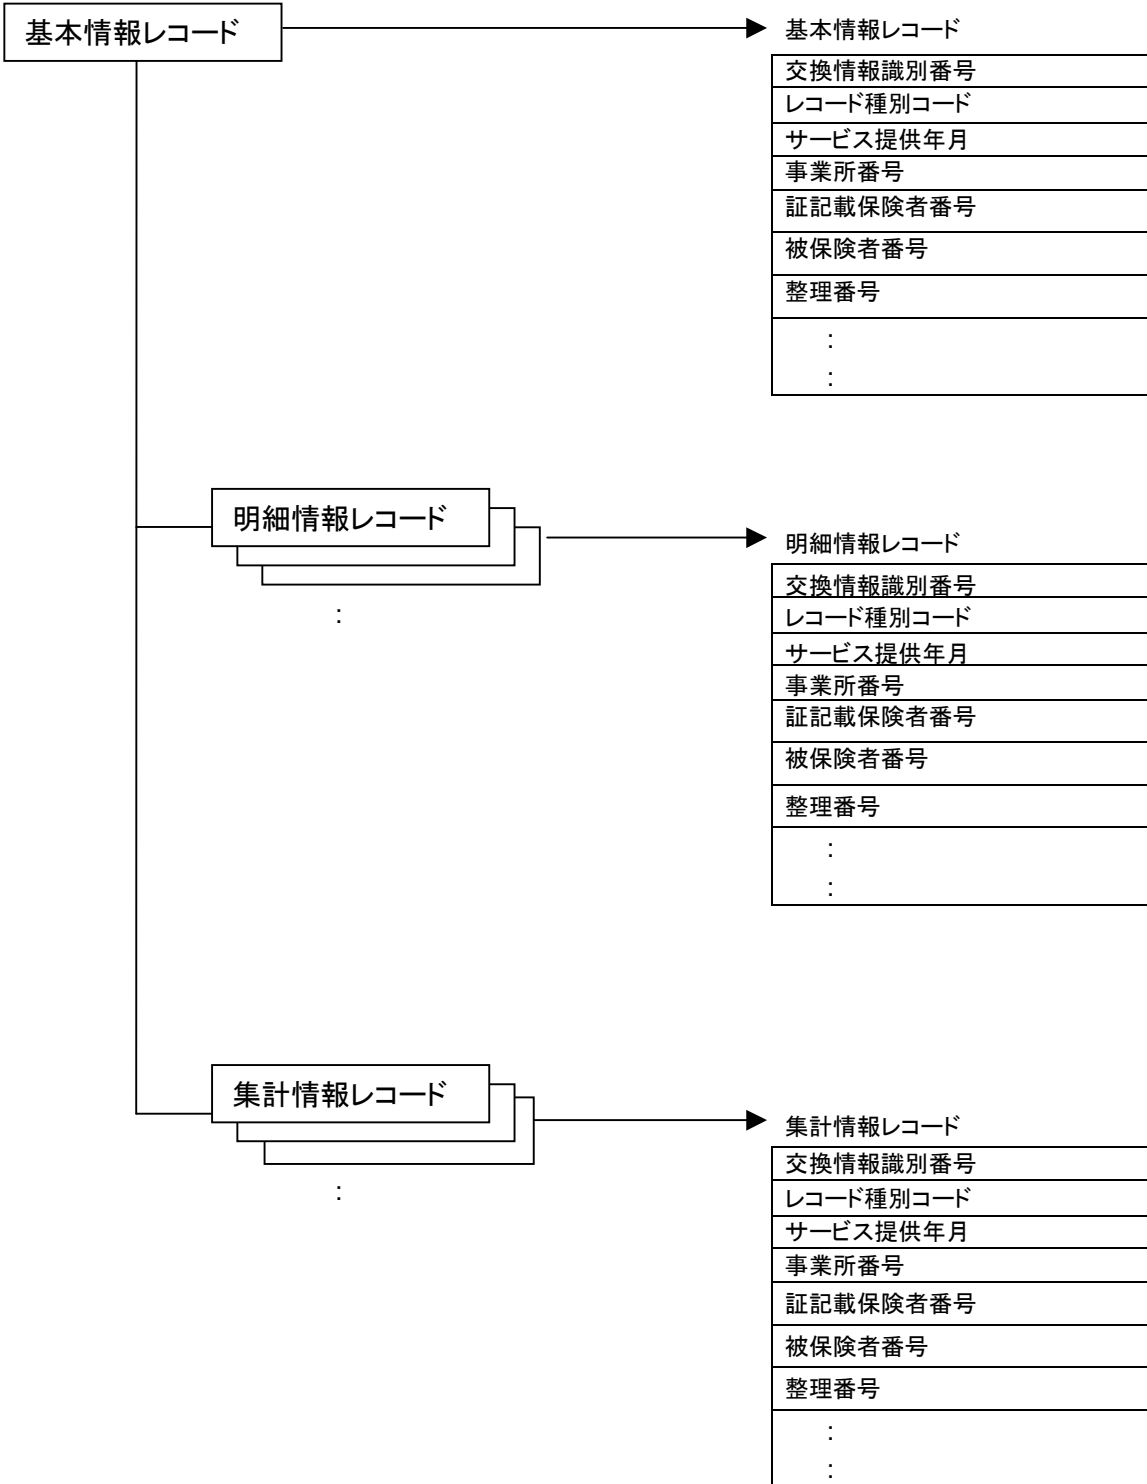 基本情報レコード
基本情報レコード
交換情報識別番号
レコード種別コード
サービス提供年月
事業所番号
証記載保険者番号
被保険者番号
整理番号
:
:
明細情報レコード
:
明細情報レコード
交換情報識別番号
レコード種別コード
サービス提供年月
事業所番号
証記載保険者番号
被保険者番号
整理番号
:
:
集計情報レコード
:
集計情報レコード
交換情報識別番号
レコード種別コード
サービス提供年月
事業所番号
証記載保険者番号
被保険者番号
整理番号
:
: